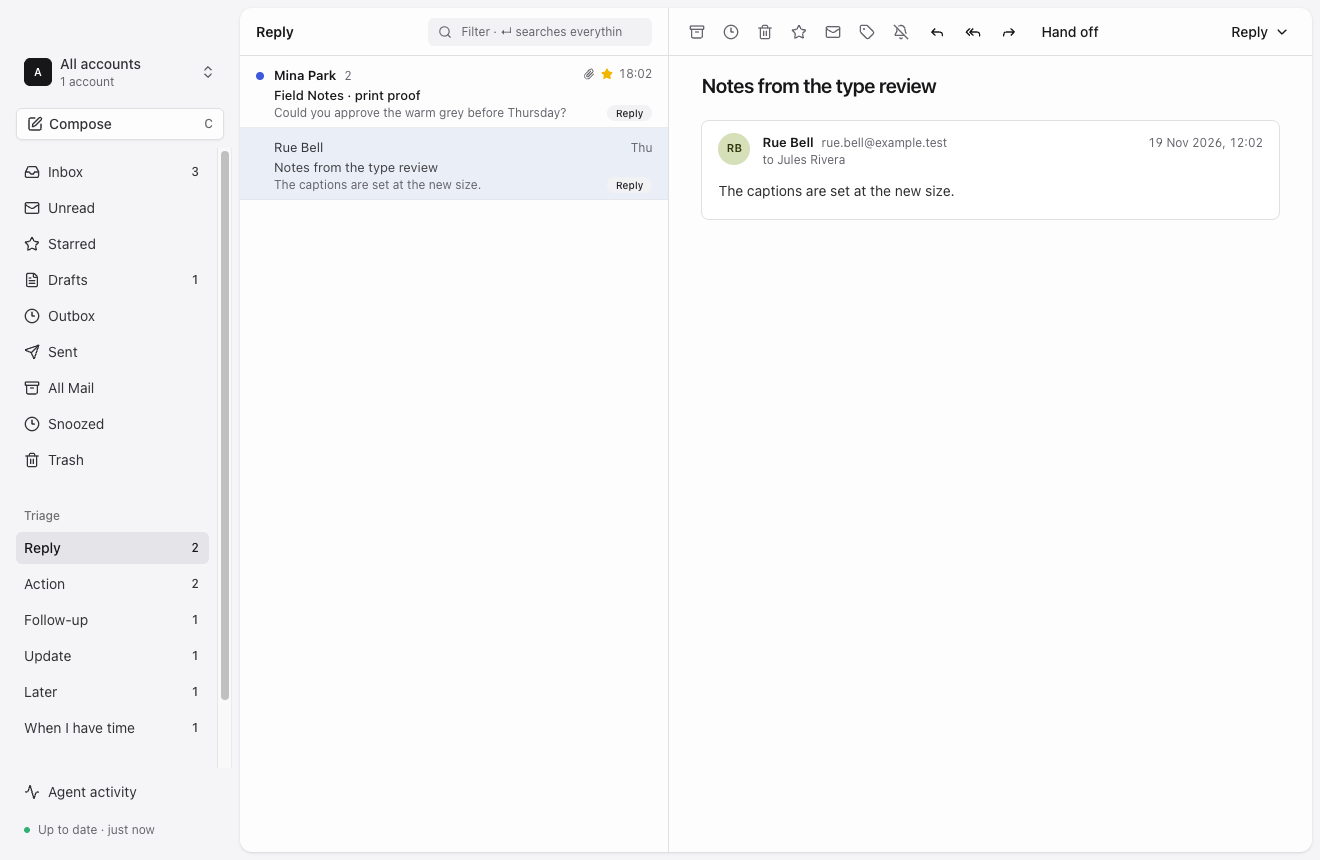 A
All accounts
1 account
Compose
C
Inbox
3
Unread
Starred
Drafts
1
Outbox
Sent
All Mail
Snoozed
Trash
Triage
Reply
2
Action
2
Follow-up
1
Update
1
Later
1
When I have time
1
Agent activity
Up to date · just now
Reply
Filter · ↵ searches everythin
Mina Park 2
18:02
Field Notes · print proof
Could you approve the warm grey before Thursday?
Reply
Rue Bell
Thu
Notes from the type review
The captions are set at the new size.
Reply
Hand off
Reply
Notes from the type review
RB
Rue Bell rue.bell@example.test
19 Nov 2026, 12:02
to Jules Rivera
The captions are set at the new size.